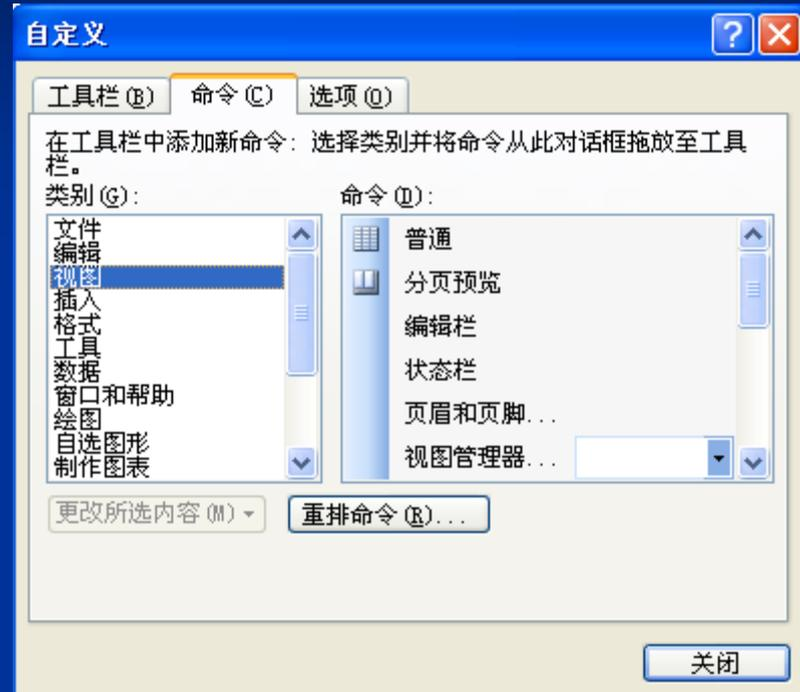 自定义
工具栏(B) 命令(C) 选项(O)
在工具栏中添加新命令: 选择类别并将命令从此对话框拖放至工具
栏。
类别(G):
文件
编辑
视图
插入
格式
工具
数据
窗口和帮助
绘图
自选图形
制作图表
命令(D):
普通
分页预览
编辑栏
状态栏
页眉和页脚...
视图管理器...
更改所选内容(M) 重排命令(R)...
关闭